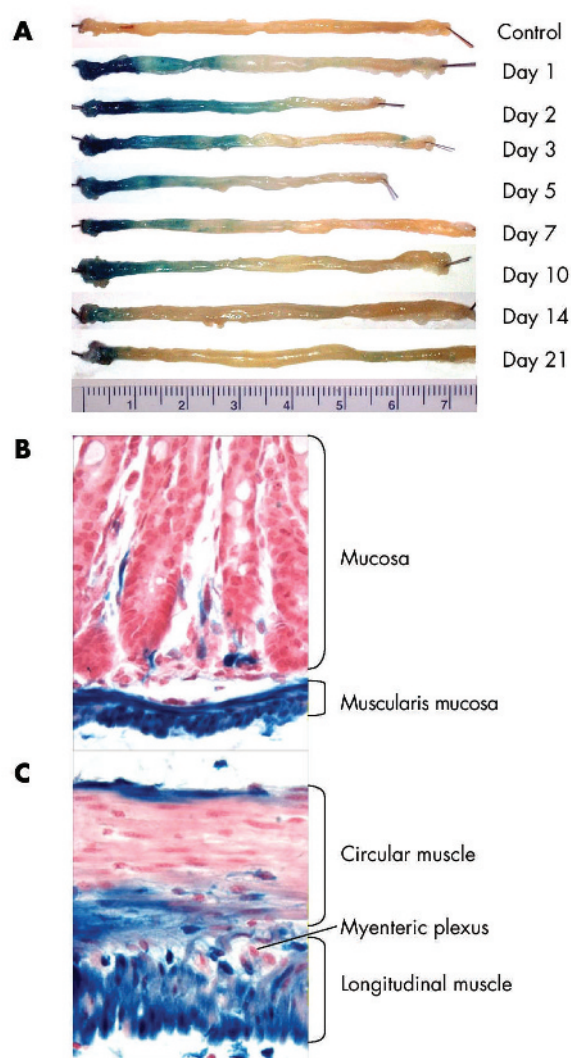 A
Control
Day 1
Day 2
Day 3
Day 5
Day 7
Day 10
Day 14
Day 21
1 2 3 4 5 6 7
B
Mucosa
Muscularis mucosa
C
Circular muscle
Myenteric plexus
Longitudinal muscle